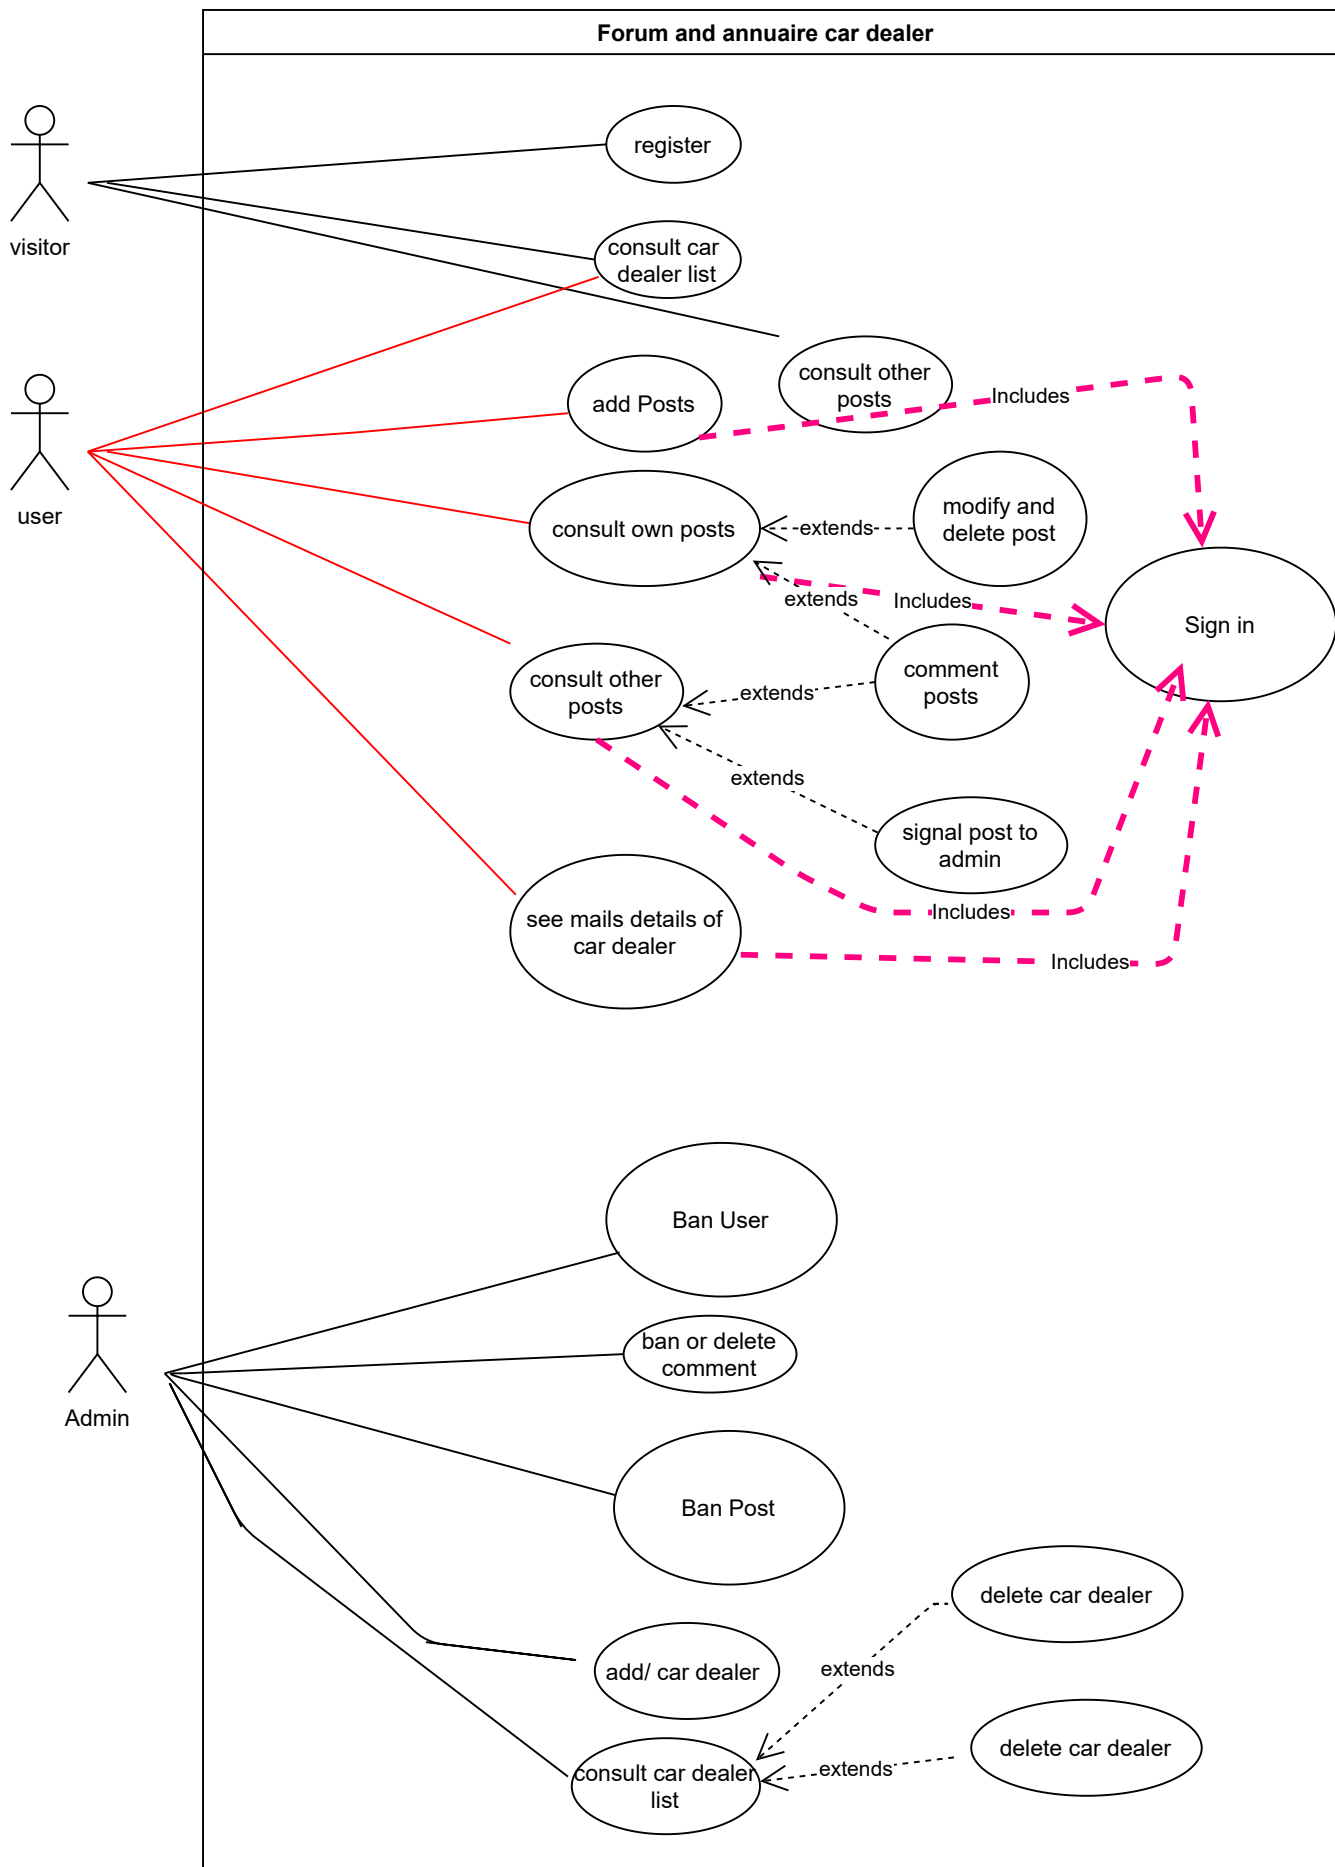 Forum and annuaire car dealer
register
visitor
consult car
dealer list
consult other
posts
Includes
add Posts
user
modify and
delete post
consult own posts
extends
extends
Includes
Sign in
comment
posts
consult other
posts
extends
extends
signal post to
admin
Includes
see mails details of
car dealer
Includes
Ban User
ban or delete
comment
Admin
Ban Post
delete car dealer
extends
add/ car dealer
delete car dealer
extends
consult car dealer
list